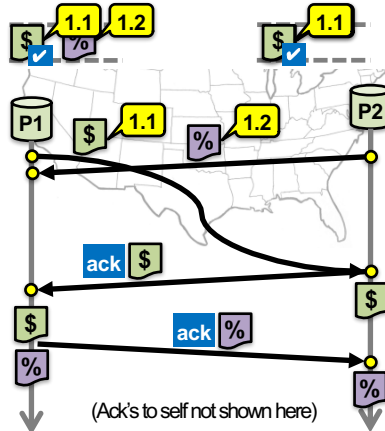 $ 1.1 % 1.2 $ 1.1
P1 $ 1.1 % 1.2 P2
ack $
$ $
ack %
% %
(Ack's to self not shown here)